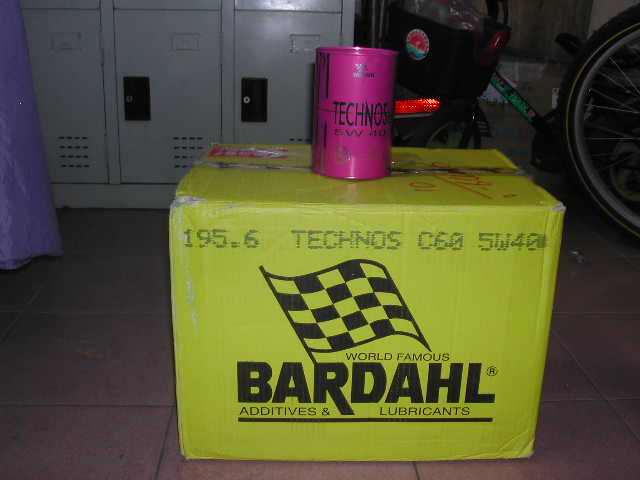 TECHNOS
5W 40
195.6 TECHNOS C60 5W40
WORLD FAMOUS
BARDAHL®
ADDITIVES & LUBRICANTS